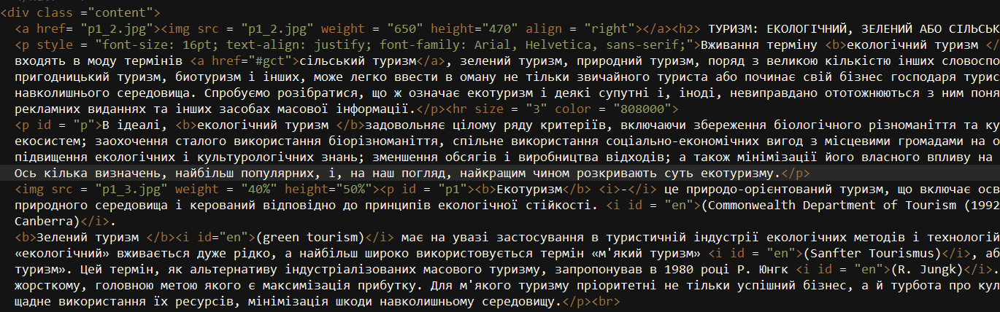 <div class ="content">
<a href= "p1_2.jpg"><img src = "p1_2.jpg" weight = "650" height="470" align = "right"></a><h2> ТУРИЗМ: ЕКОЛОГІЧНИЙ, ЗЕЛЕНИЙ АБО СІЛЬСЬК
<p style = "font-size: 16pt; text-align: justify; font-family: Arial, Helvetica, sans-serif;">Вживання терміну <b>екологічний туризм </
входять в моду термінів <a href="#gct">сільський туризм</a>, зелений туризм, природний туризм, поряд з великою кількістю інших словоспо
пригодницький туризм, биотуризм і інших, може легко ввести в оману не тільки звичайного туриста або починає свій бізнес господаря турис
навколишнього середовища. Спробуємо розібратися, що ж означає екотуризм і деякі супутні і, іноді, невиправдано ототожнюються з ним поня
рекламних виданнях та інших засобах масової інформації.</p><hr size = "3" color = "808000">
<p id = "p">В ідеалі, <b>екологічний туризм </b>задовольняє цілому ряду критеріїв, включаючи збереження біологічного різноманіття та ку
екосистем; заохочення сталого використання біорізноманіття, спільне використання соціально-економічних вигод з місцевими громадами на о
підвищення екологічних і культурологічних знань; зменшення обсягів і виробництва відходів; а також мінімізації його власного впливу на
Ось кілька визначень, найбільш популярних, і, на наш погляд, найкращим чином розкривають суть екотуризму.</p>
<img src = "p1_3.jpg" weight = "40%" height="50%"><p id = "p1"><b>Екотуризм</b> <i>-</i> це природо-орієнтований туризм, що включає осв
природного середовища і керований відповідно до принципів екологічної стійкості. <i id = "en">(Commonwealth Department of Tourism (1992
Canberra)</i>.
<b>Зелений туризм </b><i id="en">(green tourism)</i> має на увазі застосування в туристичній індустрії екологічних методів і технологій
«екологічний» вживається дуже рідко, а найбільш широко використовується термін «м'який туризм» <i id = "en">(Sanfter Tourismus)</i>, аб
туризм». Цей термін, як альтернативу індустріалізованих масового туризму, запропонував в 1980 році Р. Юнгк <i id = "en">(R. Jungk)</i>.
жорсткому, головною метою якого є максимізація прибутку. Для м'якого туризму пріоритетні не тільки успішний бізнес, а й турбота про кул
щадне використання їх ресурсів, мінімізація шкоди навколишньому середовищу.</p><br>